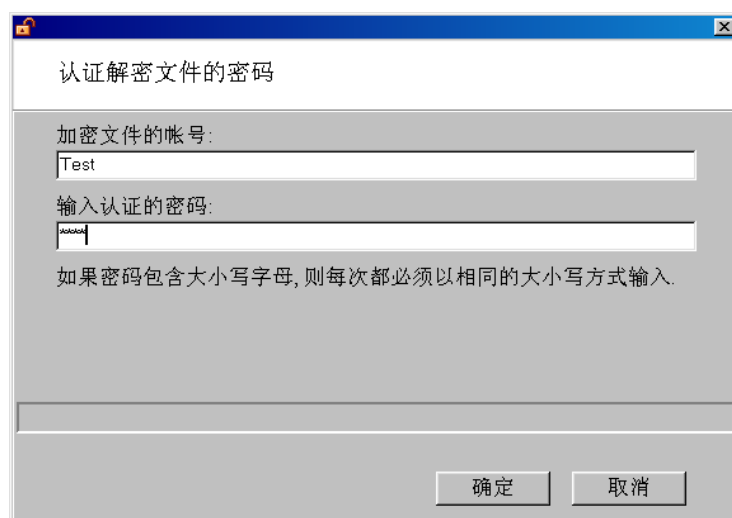 认证解密文件的密码
加密文件的帐号:
Test
输入认证的密码:
****
如果密码包含大小写字母,则每次都必须以相同的大小写方式输入.
确定
取消